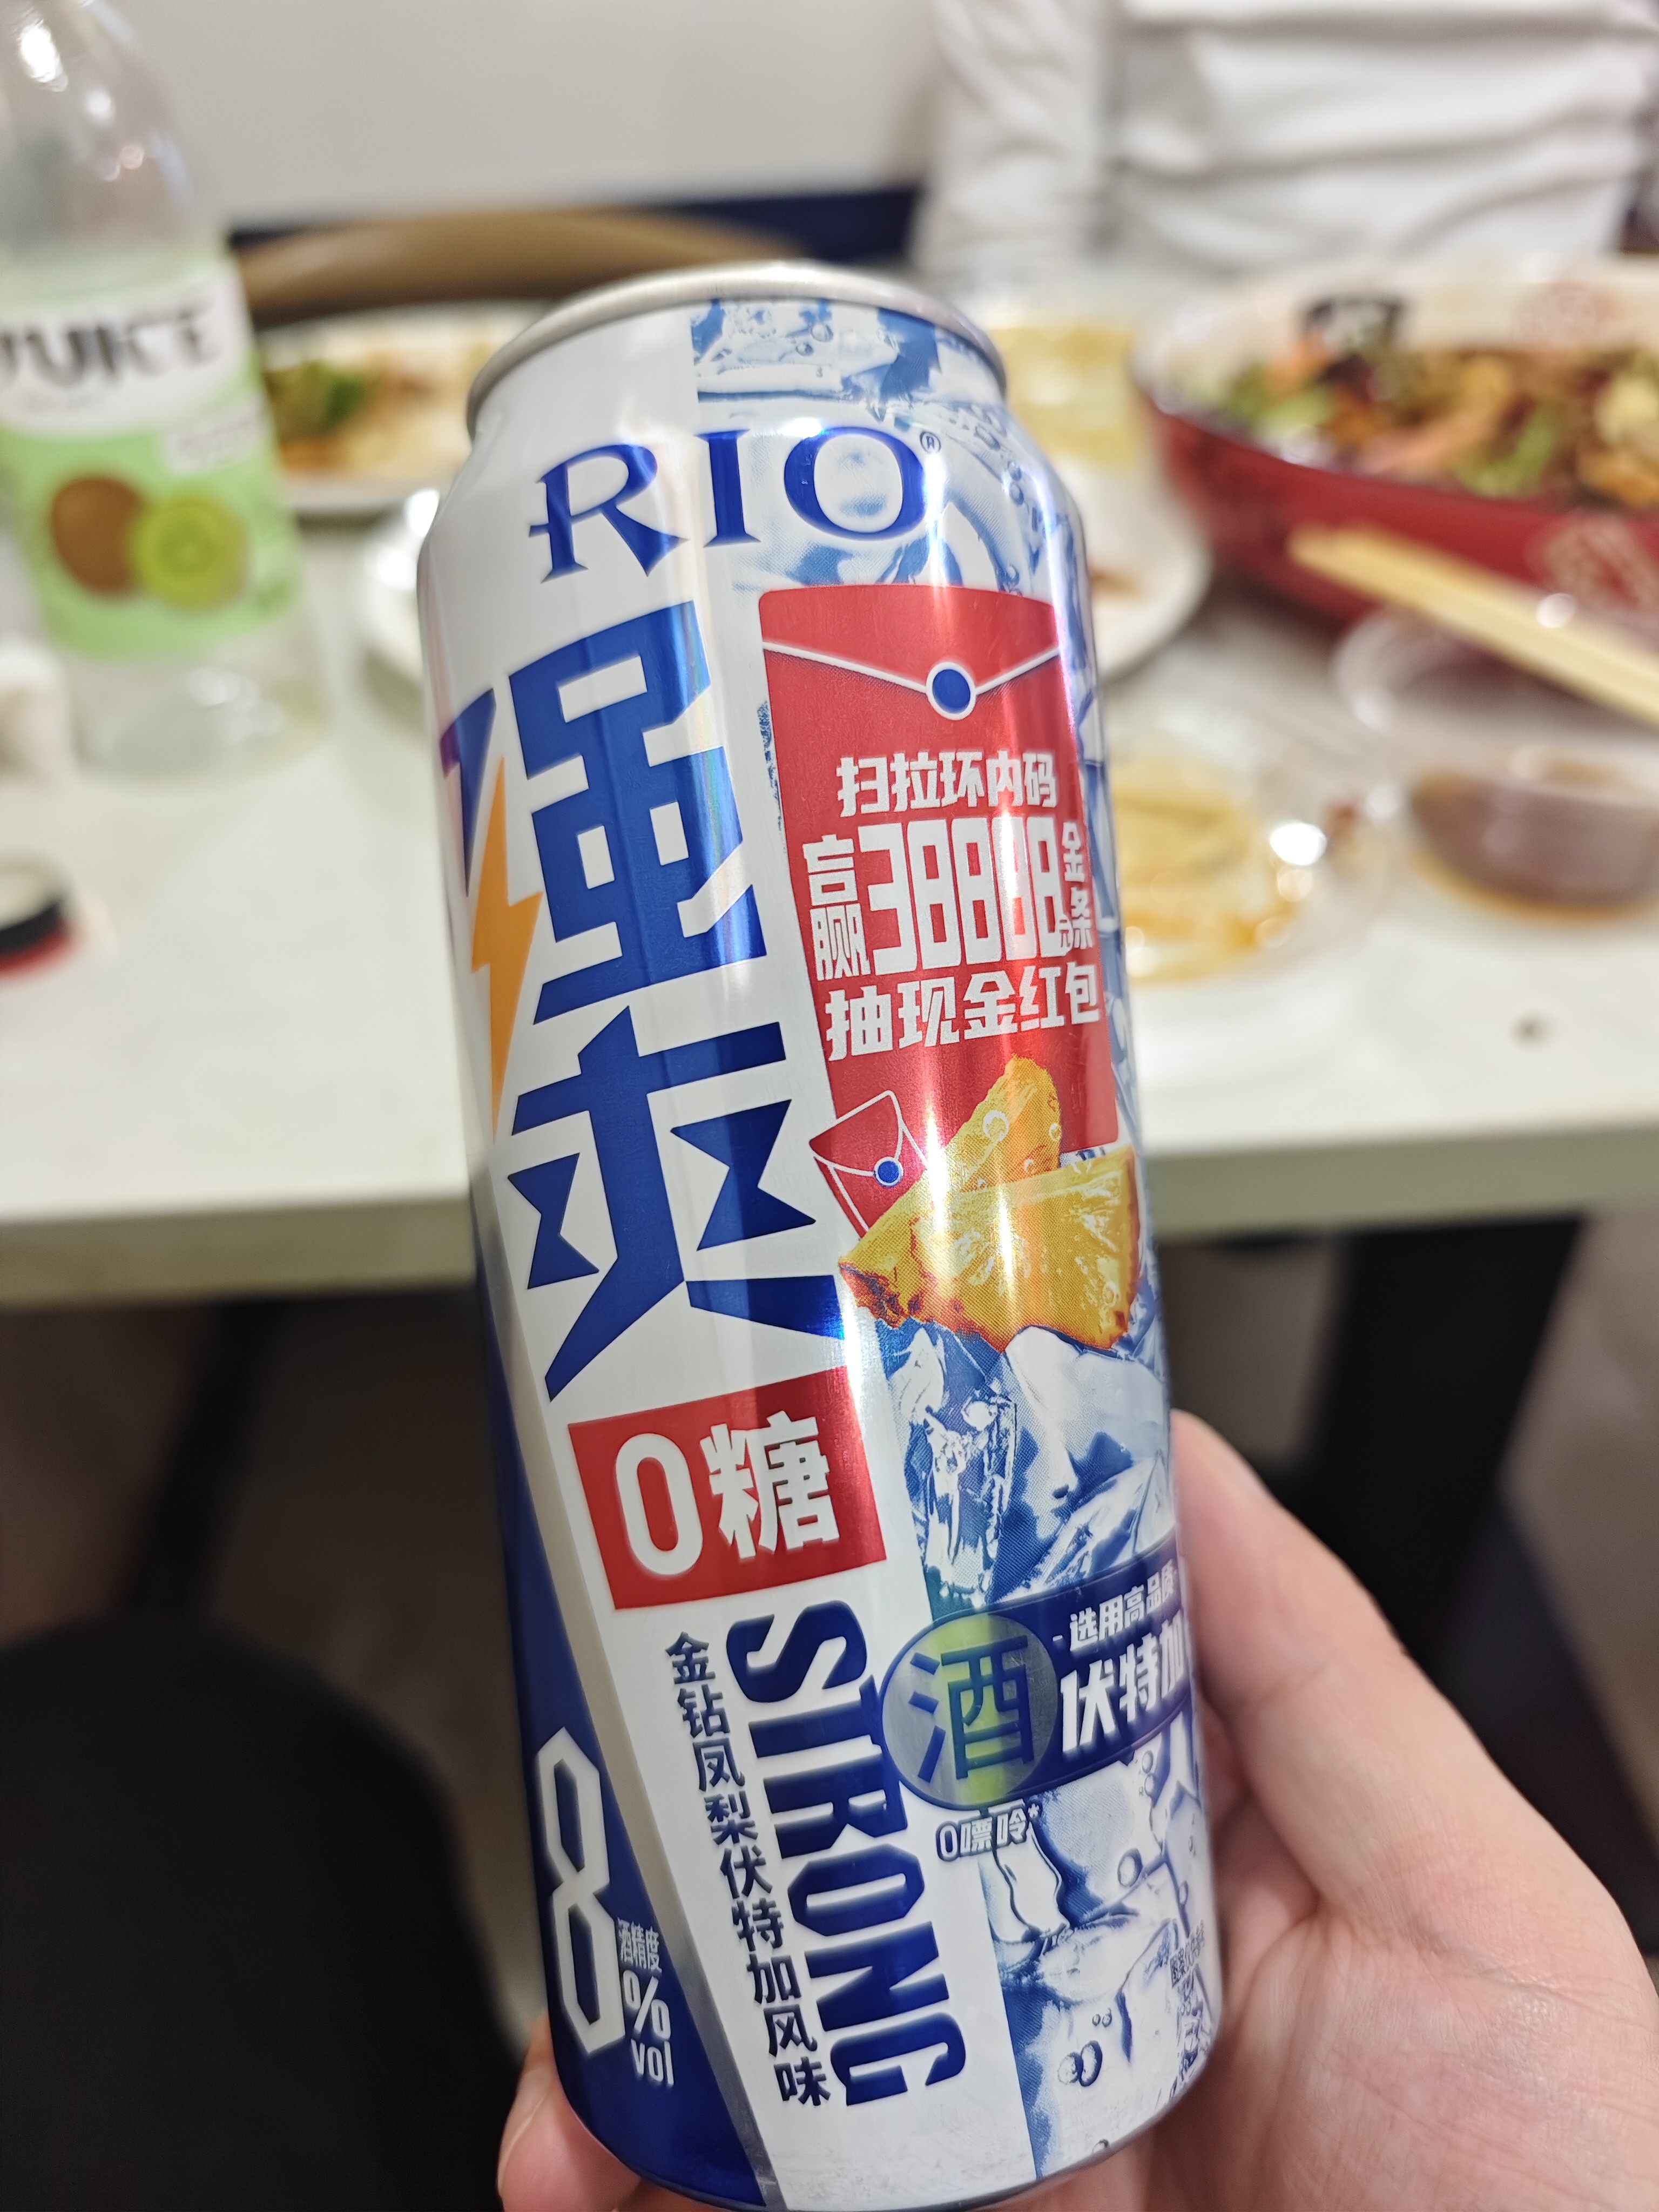 JUICE
RIO®
强爽
扫拉环内码
赢38888元金条
抽现金红包
0糖
STRONG
金钻凤梨伏特加风味
酒
-选用高品质
伏特加
0嘌呤*
8酒精度%vol